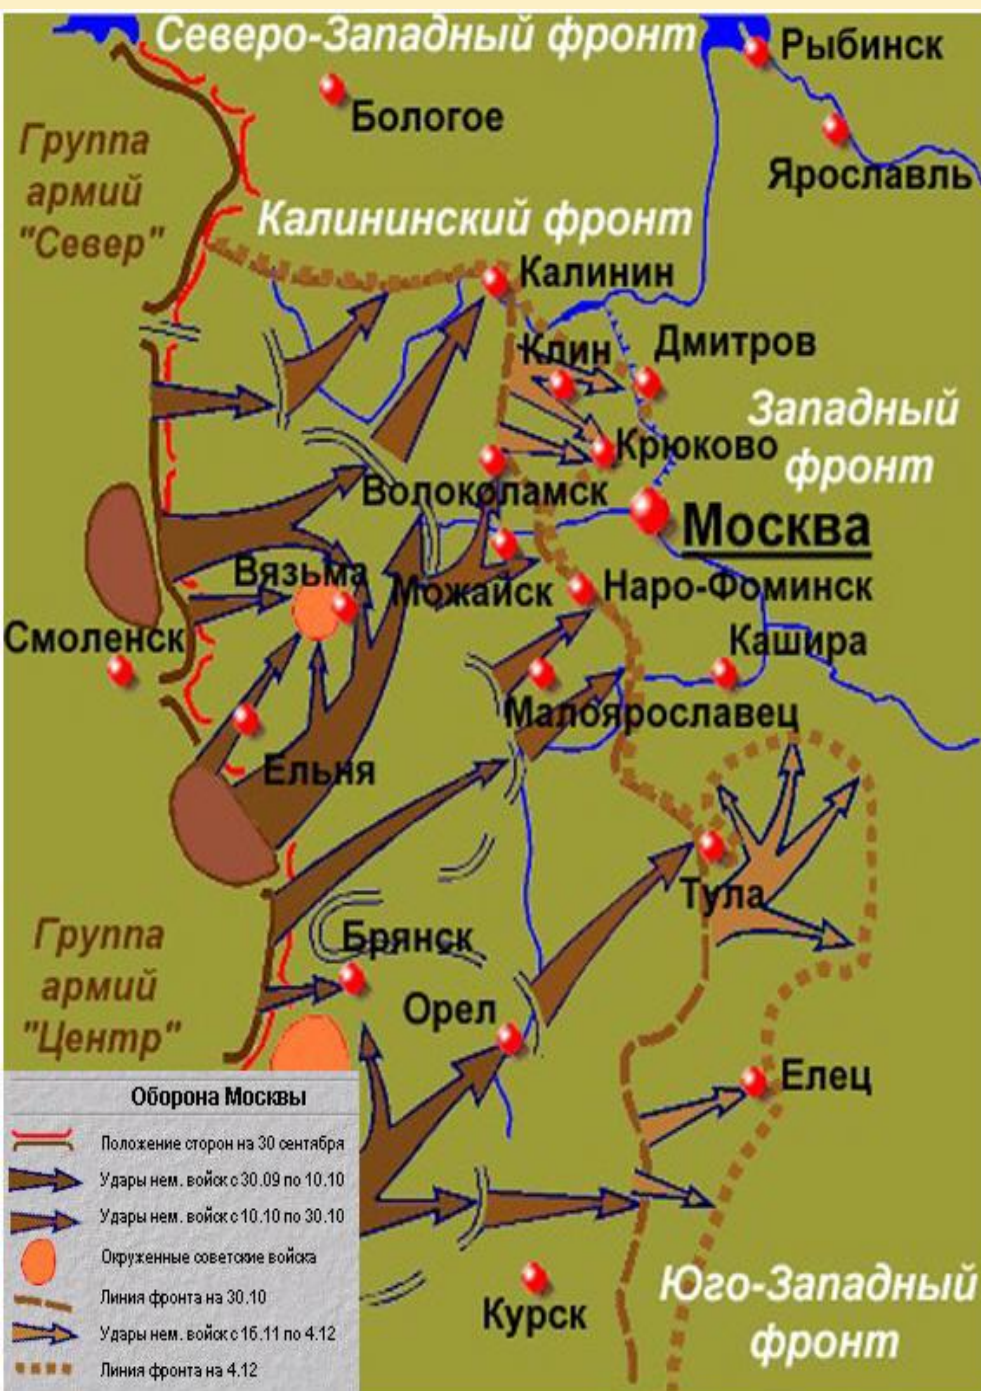 Северо-Западный фронт
Рыбинск
Бологое
Ярославль
Группа
армий
"Север"
Калининский фронт
Калинин
Клин
Дмитров
Западный
фронт
Крюково
Волоколамск
Москва
Вязьма
Можайск
Наро-Фоминск
Смоленск
Кашира
Малоярославец
Ельня
Тула
Группа
армий
"Центр"
Брянск
Орел
Елец
Курск
Юго-Западный
фронт
Оборона Москвы
Положение сторон на 30 сентября
Удары нем. войск с 30.09 по 10.10
Удары нем. войск с 10.10 по 30.10
Окруженные советские войска
Линия фронта на 30.10
Удары нем. войск с 16.11 по 4.12
Линия фронта на 4.12